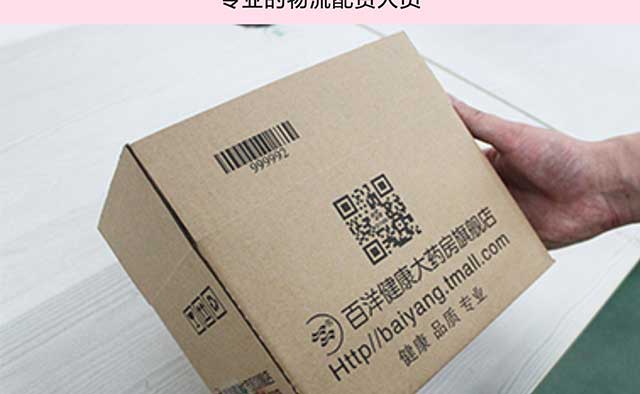 专业的物流配货人员
999992
百洋健康大药房旗舰店
Http//baiyang.tmall.com
健康 品质 专业